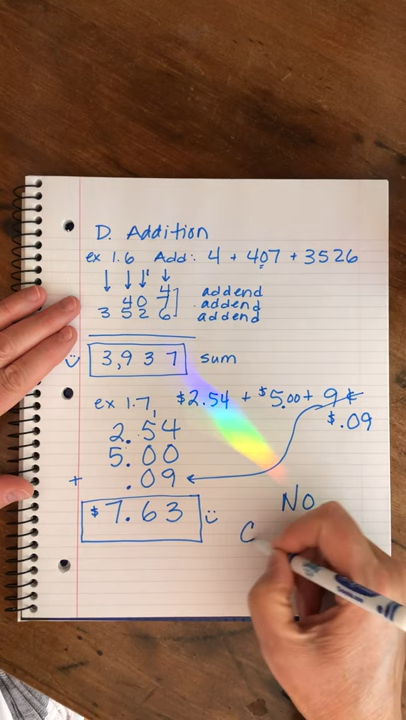 D. Addition
ex 1.6 Add: 4 + 407 + 3526
1
4 addend
407 addend
3526 addend
3,937 sum
ex 1.7, $2.54 + $5.00 + 9¢
$.09
2.54
5.00
+ .09
$7.63
No
C